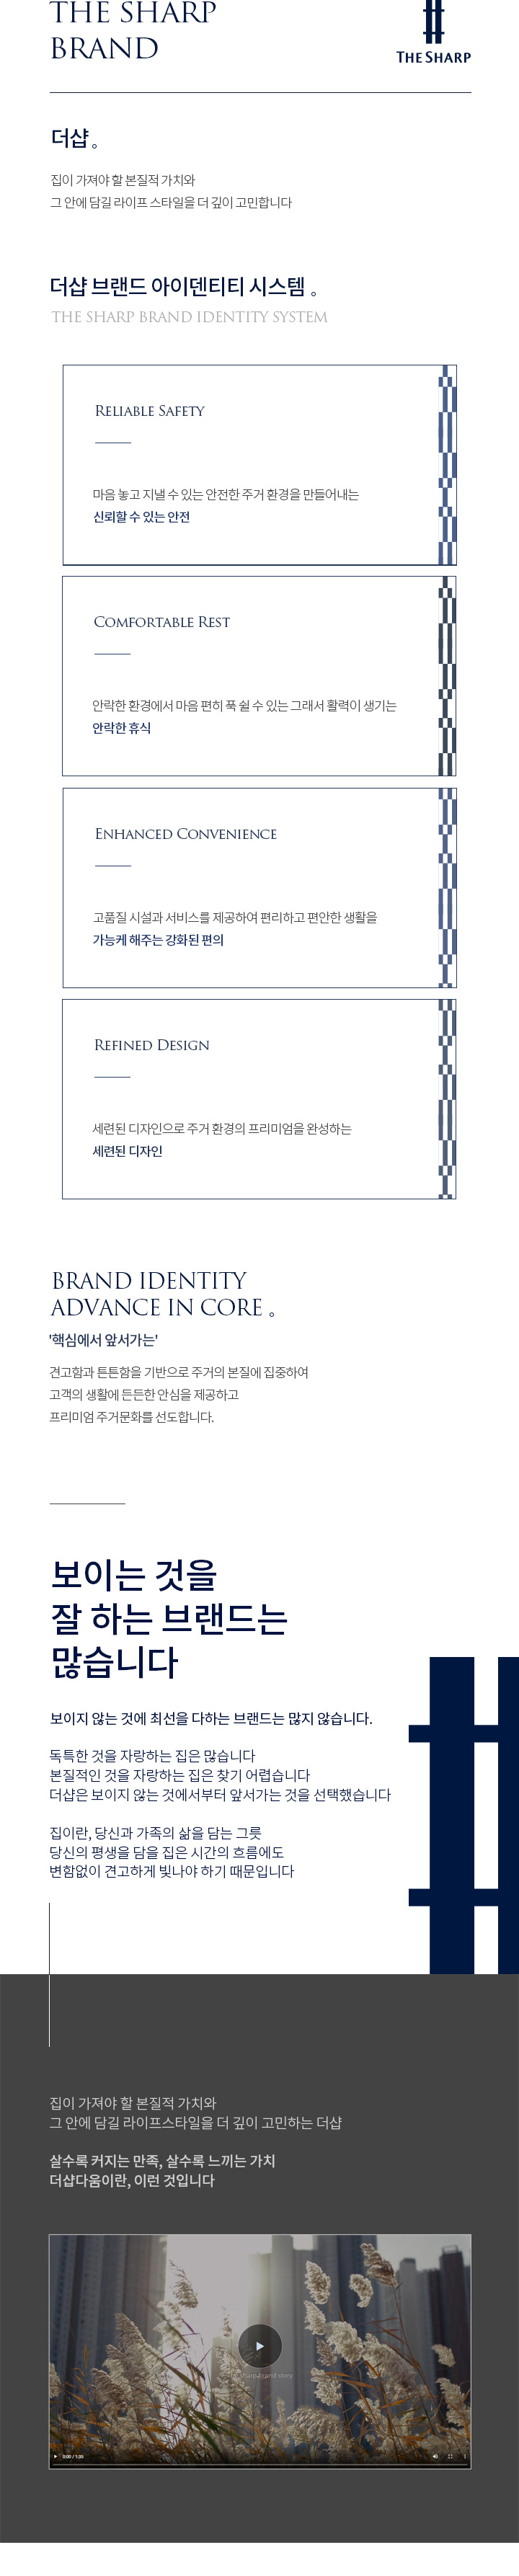 THE SHARP
BRAND
THE SHARP
더샵
집이 가져야 할 본질적 가치와
그 안에 담길 라이프 스타일을 더 깊이 고민합니다
더샵 브랜드 아이덴티티 시스템
THE SHARP BRAND IDENTITY SYSTEM
RELIABLE SAFETY
마음 놓고 지낼 수 있는 안전한 주거 환경을 만들어내는
신뢰할 수 있는 안전
COMFORTABLE REST
안락한 환경에서 마음 편히 푹 쉴 수 있는 그래서 활력이 생기는
안락한 휴식
ENHANCED CONVENIENCE
고품질 시설과 서비스를 제공하여 편리하고 편안한 생활을
가능케 해주는 강화된 편의
REFINED DESIGN
세련된 디자인으로 주거 환경의 프리미엄을 완성하는
세련된 디자인
BRAND IDENTITY
ADVANCE IN CORE
'핵심에서 앞서가는'
견고함과 튼튼함을 기반으로 주거의 본질에 집중하여
고객의 생활에 든든한 안심을 제공하고
프리미엄 주거문화를 선도합니다.
보이는 것을
잘 하는 브랜드는
많습니다
보이지 않는 것에 최선을 다하는 브랜드는 많지 않습니다.
독특한 것을 자랑하는 집은 많습니다
본질적인 것을 자랑하는 집은 찾기 어렵습니다
더샵은 보이지 않는 것에서부터 앞서가는 것을 선택했습니다
집이란, 당신과 가족의 삶을 담는 그릇
당신의 평생을 담을 집은 시간의 흐름에도
변함없이 견고하게 빛나야 하기 때문입니다
집이 가져야 할 본질적 가치와
그 안에 담길 라이프스타일을 더 깊이 고민하는 더샵
살수록 커지는 만족, 살수록 느끼는 가치
더샵다움이란, 이런 것입니다
brand story
0:00 / 1:35